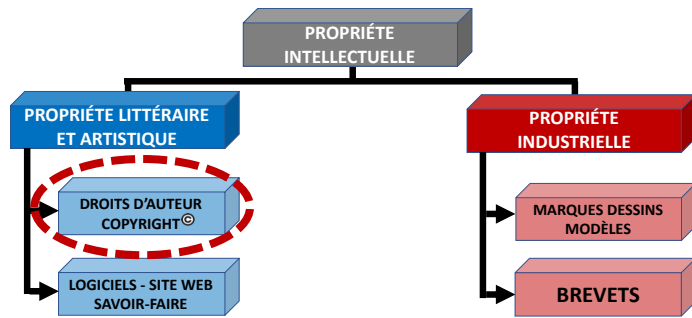 PROPRIÉTE
INTELLECTUELLE
PROPRIÉTE LITTÉRAIRE
ET ARTISTIQUE
PROPRIÉTE
INDUSTRIELLE
DROITS D'AUTEUR
COPYRIGHT©
MARQUES DESSINS
MODÈLES
LOGICIELS - SITE WEB
SAVOIR-FAIRE
BREVETS